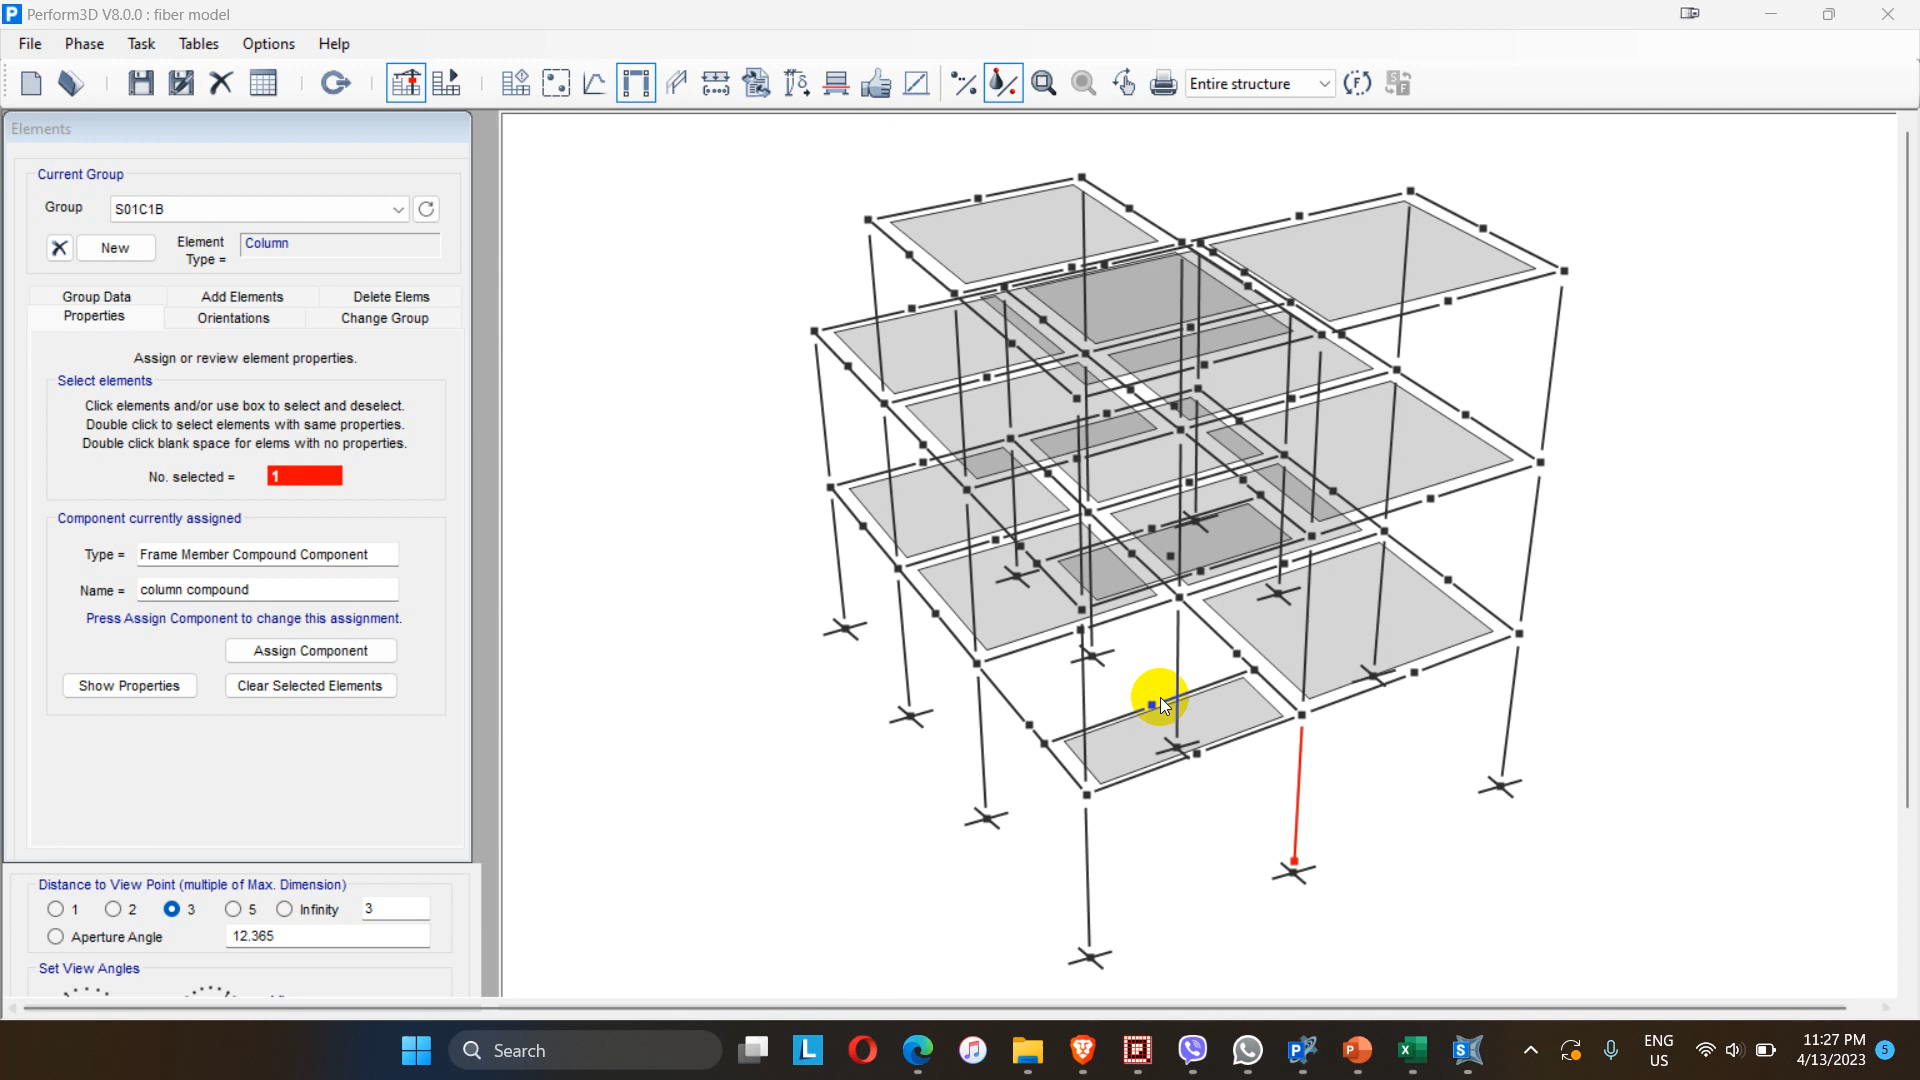 Perform3D V8.0.0 : fiber model
File Phase Task Tables Options Help
Entire structure
Elements
Current Group
Group S01C1B
New Element Type = Column
Group Data Add Elements Delete Elems
Properties Orientations Change Group
Assign or review element properties.
Select elements
Click elements and/or use box to select and deselect.
Double click to select elements with same properties.
Double click blank space for elems with no properties.
No. selected = 1
Component currently assigned
Type = Frame Member Compound Component
Name = column compound
Press Assign Component to change this assignment.
Assign Component
Show Properties Clear Selected Elements
Distance to View Point (multiple of Max. Dimension)
1 2 3 5 Infinity 3
Aperture Angle 12.365
Set View Angles
Search
ENG
US
11:27 PM
4/13/2023
5